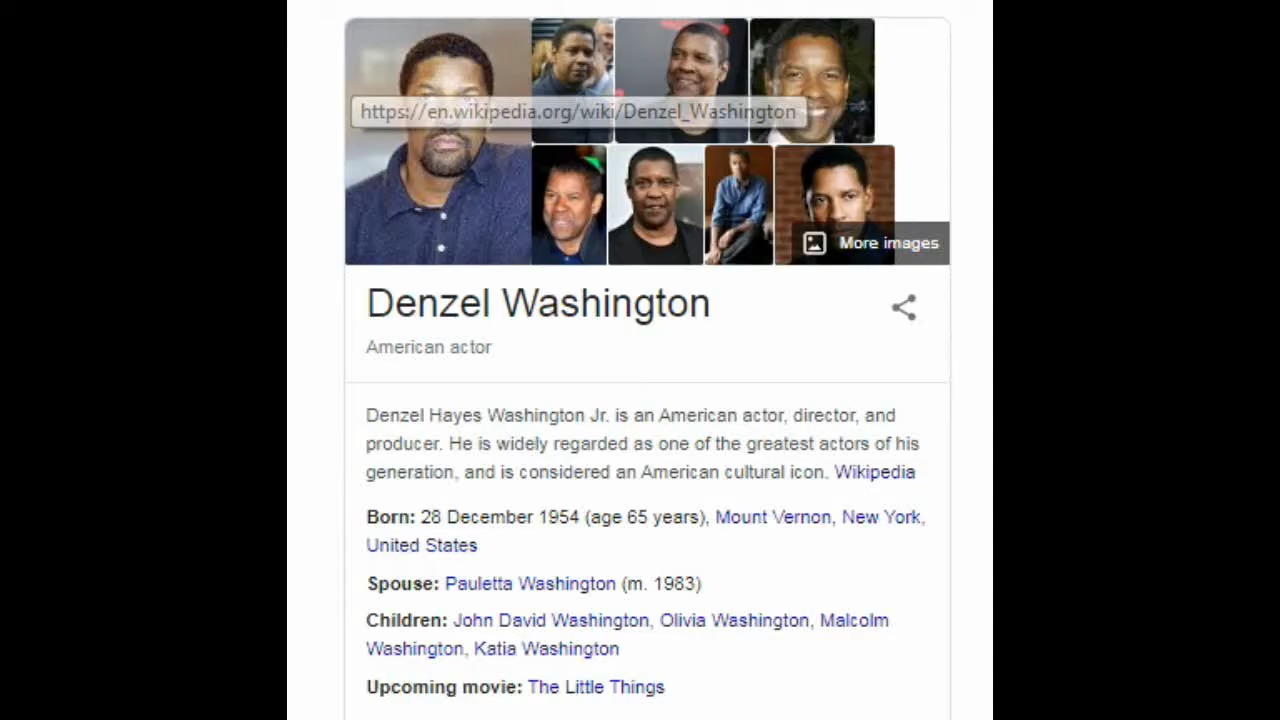 https://en.wikipedia.org/wiki/Denzel_Washington
More images
Denzel Washington
American actor
Denzel Hayes Washington Jr. is an American actor, director, and
producer. He is widely regarded as one of the greatest actors of his
generation, and is considered an American cultural icon. Wikipedia
Born: 28 December 1954 (age 65 years), Mount Vernon, New York,
United States
Spouse: Pauletta Washington (m. 1983)
Children: John David Washington, Olivia Washington, Malcolm
Washington, Katia Washington
Upcoming movie: The Little Things